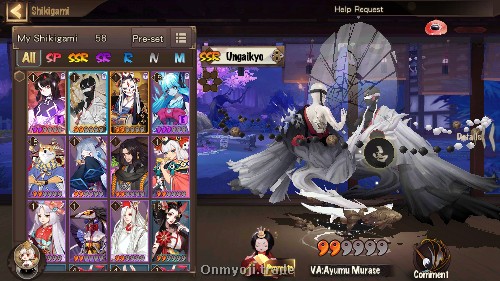 Shikigami
Help Request
My Shikigami 58
Pre-set
All SP SSR SR R N M
SSR Ungaikyo
Details
Onmyoji.trade
VA:Ayumu Murase
Comment